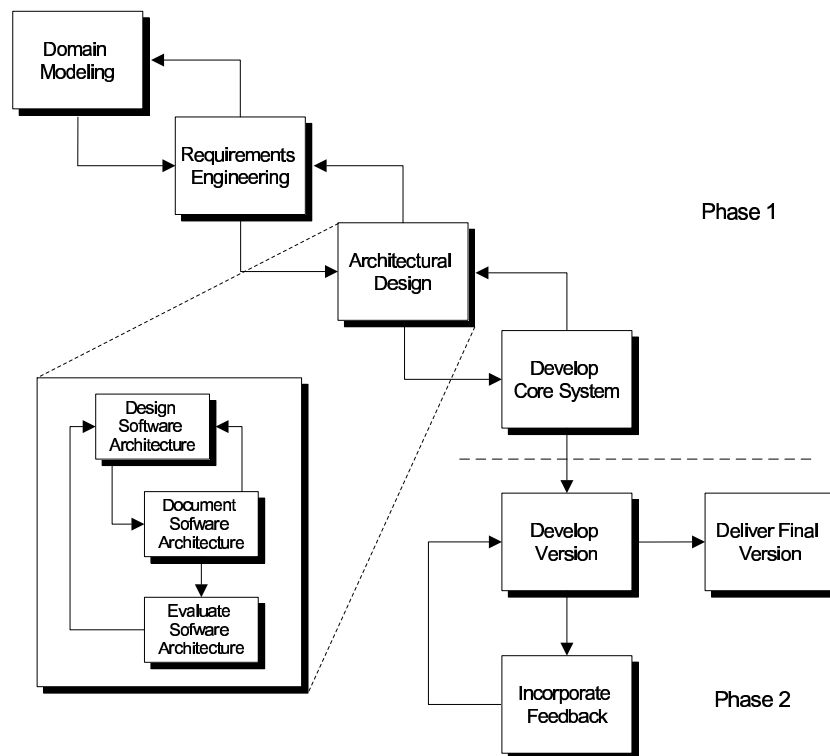 Domain
Modeling
Requirements
Engineering
Phase 1
Architectural
Design
Develop
Core System
Design
Software
Architecture
Document
Sofware
Architecture
Evaluate
Sofware
Architecture
Develop
Version
Deliver Final
Version
Incorporate
Feedback
Phase 2